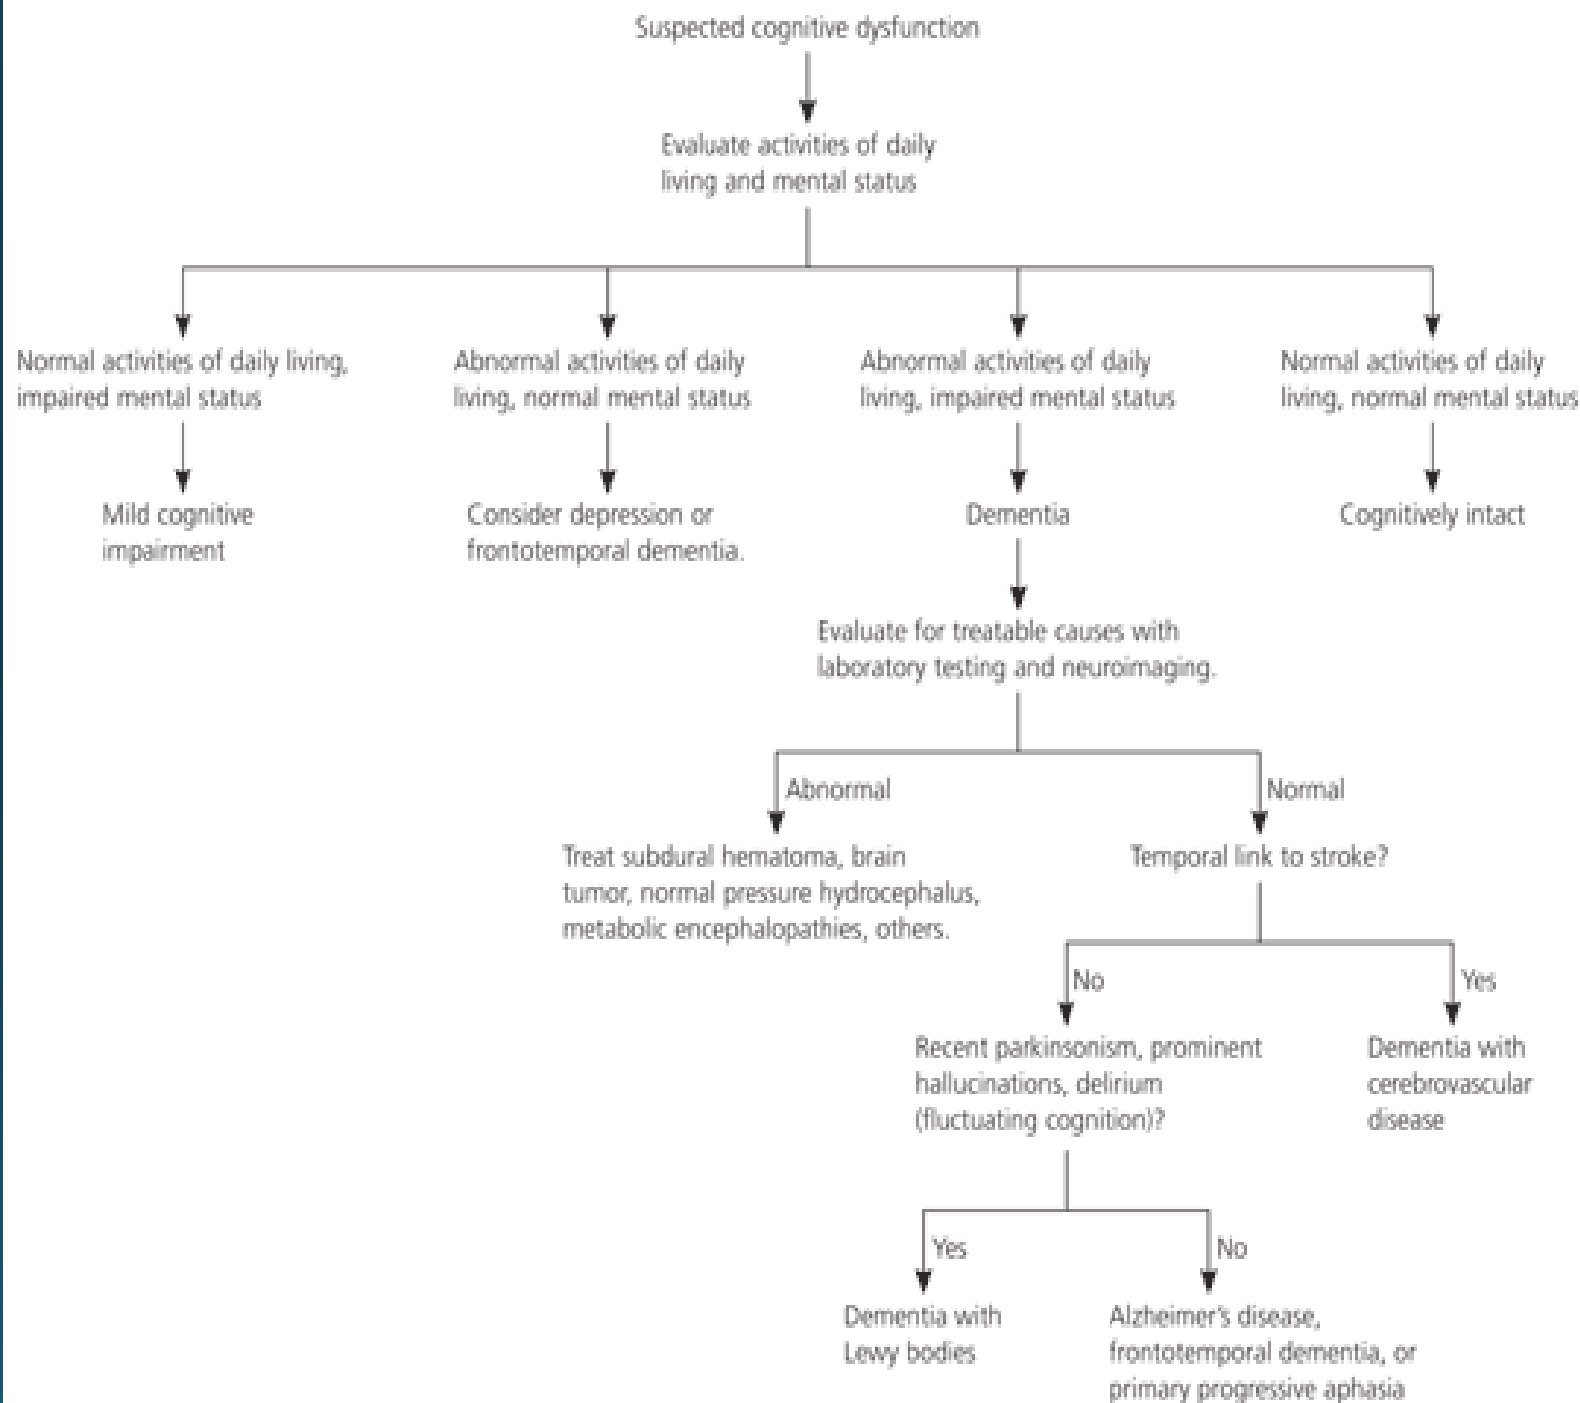 Suspected cognitive dysfunction
Evaluate activities of daily
living and mental status
Normal activities of daily living,
impaired mental status
Abnormal activities of daily
living, normal mental status
Abnormal activities of daily
living, impaired mental status
Normal activities of daily
living, normal mental status
Mild cognitive
impairment
Consider depression or
frontotemporal dementia.
Dementia
Cognitively intact
Evaluate for treatable causes with
laboratory testing and neuroimaging.
Abnormal
Normal
Treat subdural hematoma, brain
tumor, normal pressure hydrocephalus,
metabolic encephalopathies, others.
Temporal link to stroke?
No
Yes
Recent parkinsonism, prominent
hallucinations, delirium
(fluctuating cognition)?
Dementia with
cerebrovascular
disease
Yes
No
Dementia with
Lewy bodies
Alzheimer's disease,
frontotemporal dementia, or
primary progressive aphasia